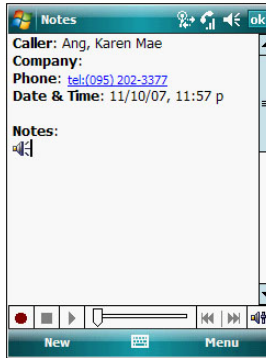 Notes
ok
Caller: Ang, Karen Mae
Company:
Phone: tel:(095) 202-3377
Date & Time: 11/10/07, 11:57 p
Notes:
New
Menu